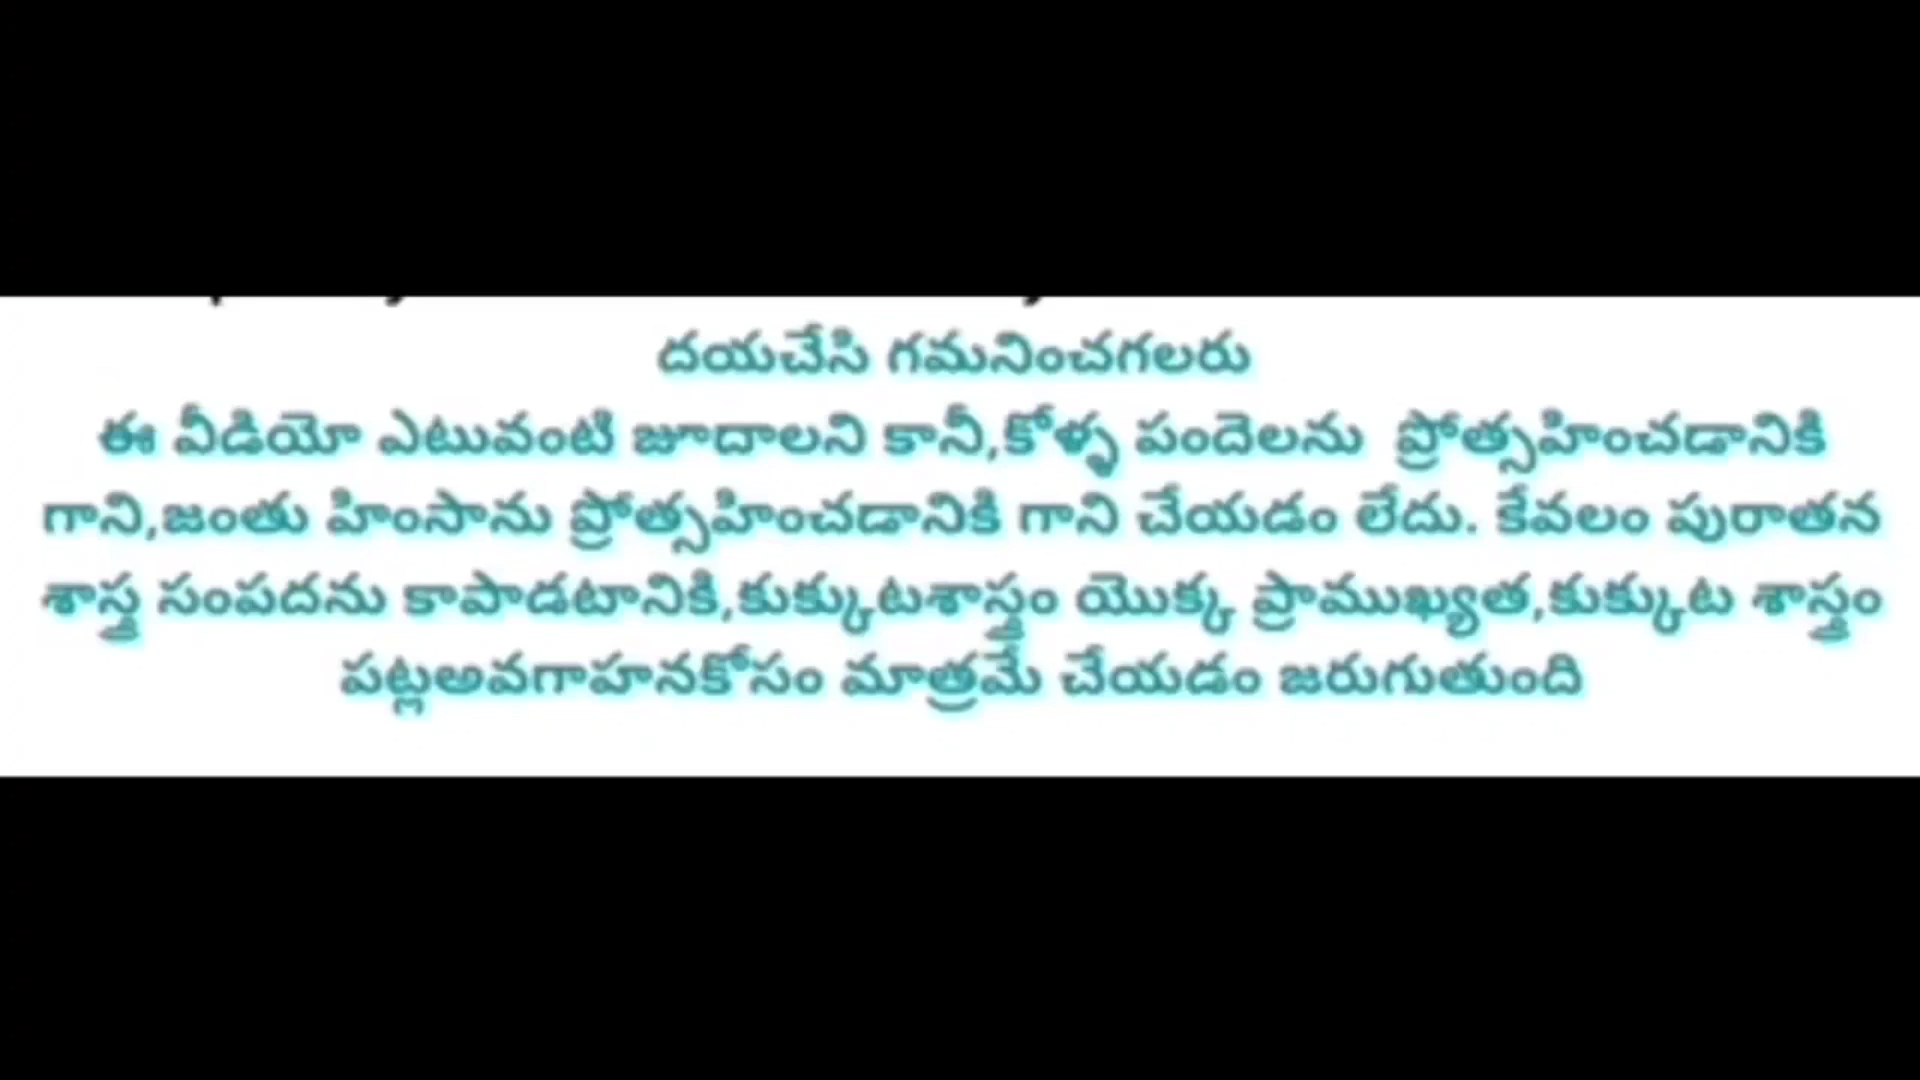 దయచేసి గమనించగలరు
ఈ వీడియో ఎటువంటి జూదాలని కానీ,కోళ్ళ పందెలను ప్రోత్సహించడానికి
గాని,జంతు హింసాను ప్రోత్సహించడానికి గాని చేయడం లేదు. కేవలం పురాతన
శాస్త్ర సంపదను కాపాడటానికి,కుక్కుటశాస్త్రం యొక్క ప్రాముఖ్యత,కుక్కుట శాస్త్రం
పట్లఅవగాహనకోసం మాత్రమే చేయడం జరుగుతుంది